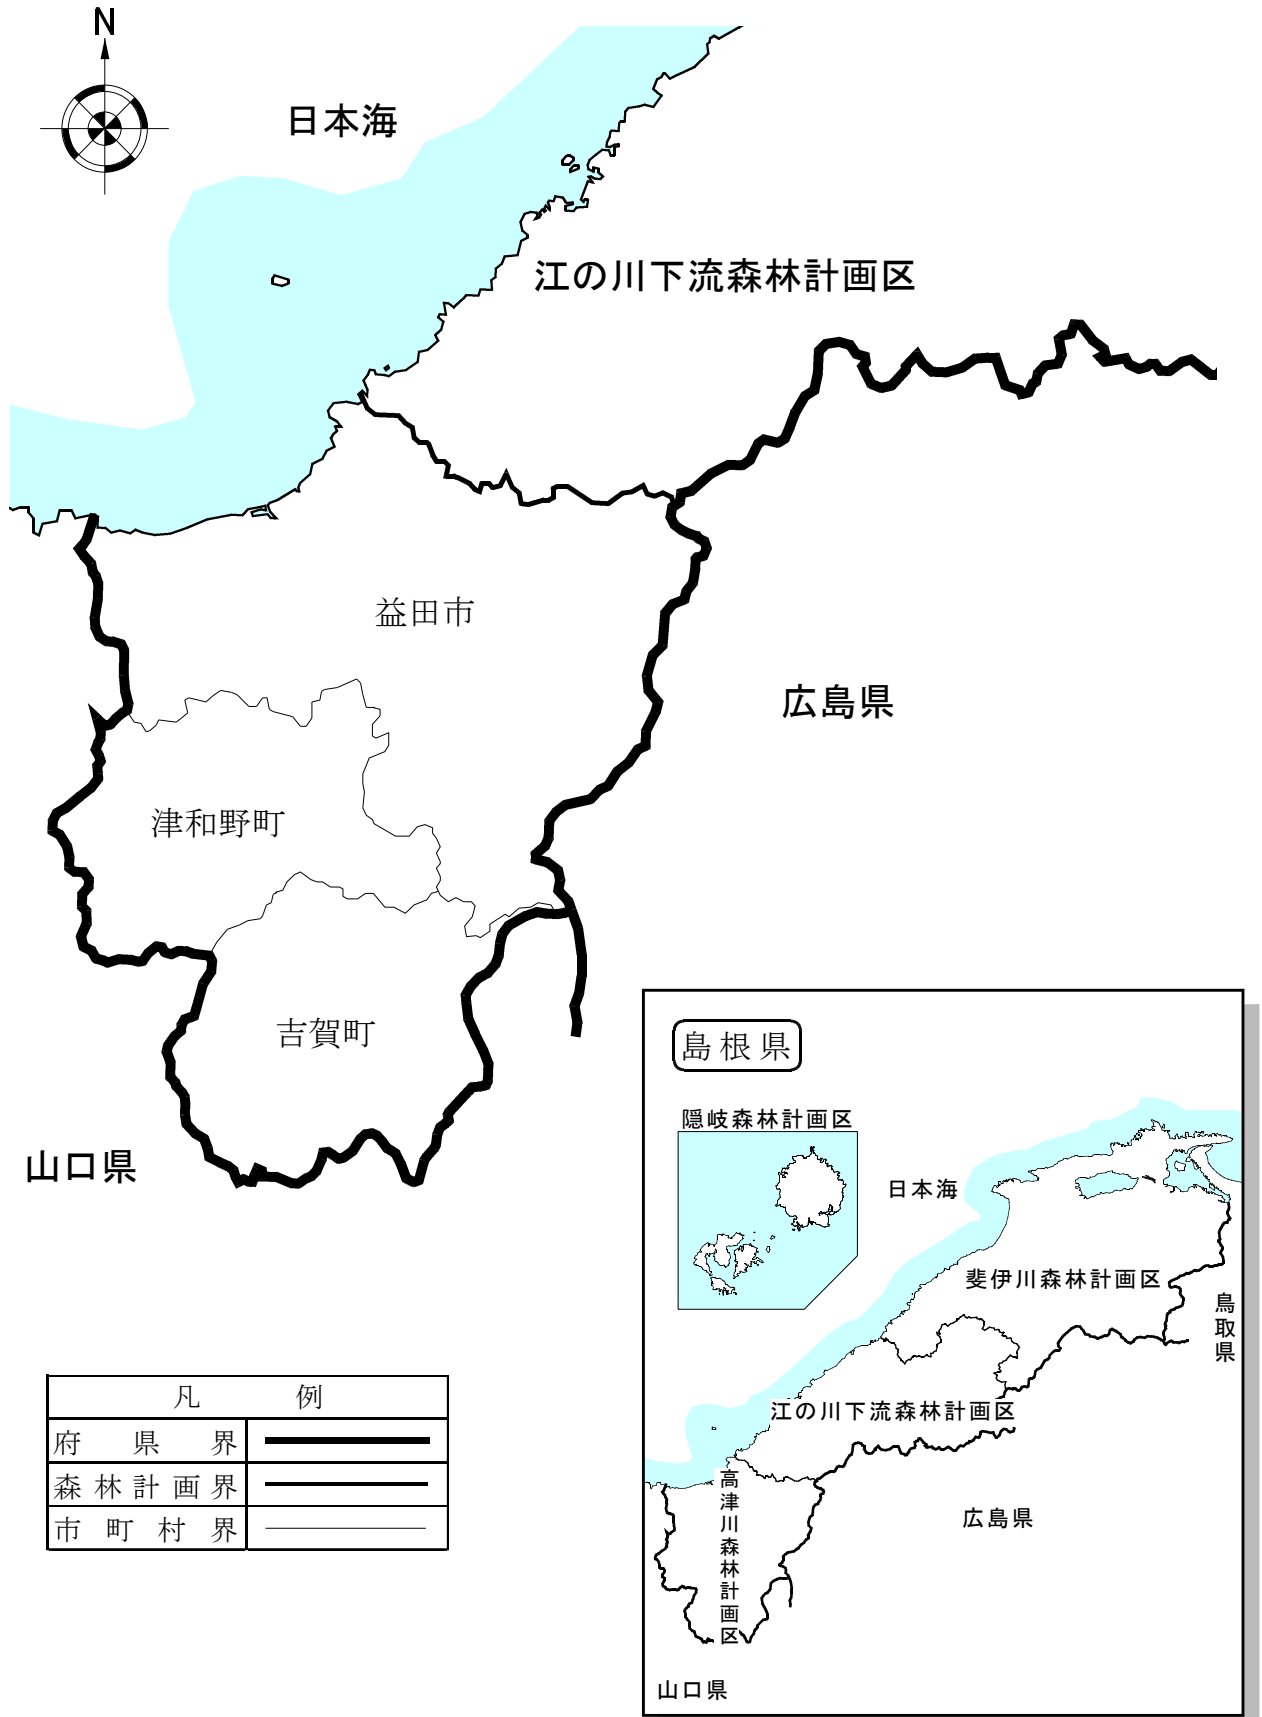 N
日本海
江の川下流森林計画区
益田市
広島県
津和野町
吉賀町
山口県
凡 例
府 県 界
森 林 計 画 界
市 町 村 界
島根県
隠岐森林計画区
日本海
斐伊川森林計画区
鳥取県
江の川下流森林計画区
高津川森林計画区
広島県
山口県